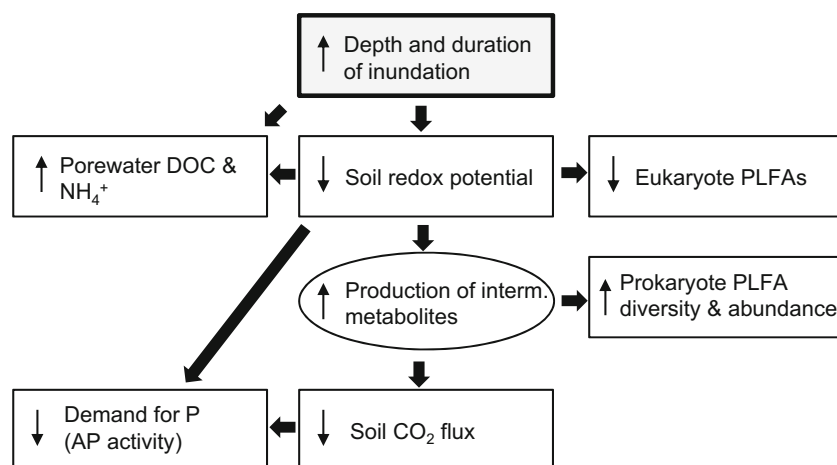 Depth and duration
of inundation
Porewater DOC &
NH₄⁺
Soil redox potential
Eukaryote PLFAs
Production of interm.
metabolites
Prokaryote PLFA
diversity & abundance
Demand for P
(AP activity)
Soil CO₂ flux